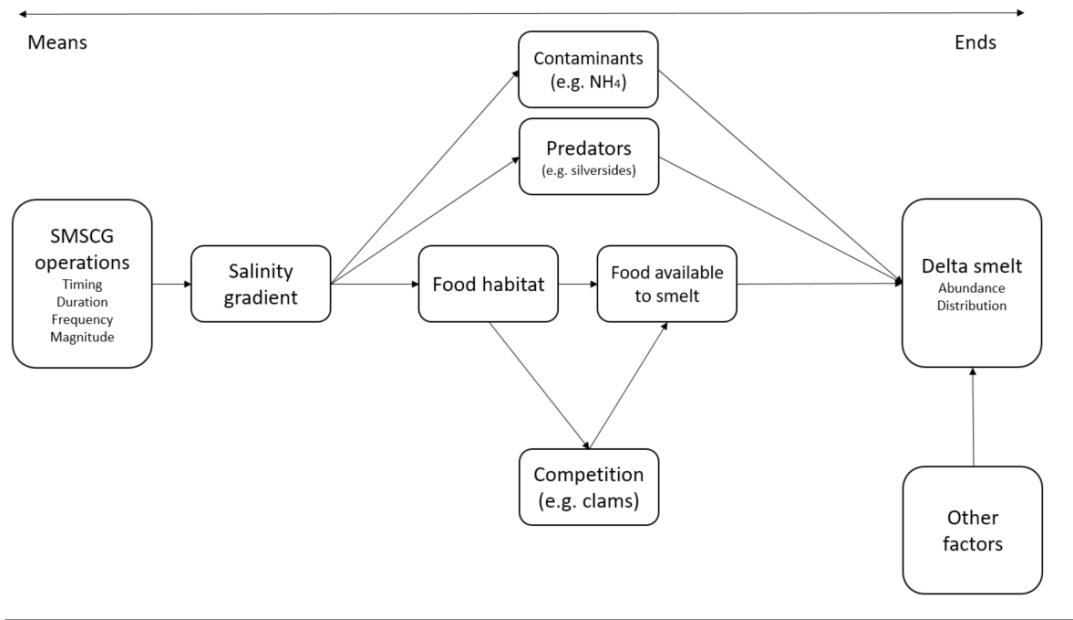 Means
Ends
Contaminants
(e.g. NH₄)
Predators
(e.g. silversides)
SMSCG
operations
Timing
Duration
Frequency
Magnitude
Salinity
gradient
Food habitat
Food available
to smelt
Delta smelt
Abundance
Distribution
Competition
(e.g. clams)
Other
factors